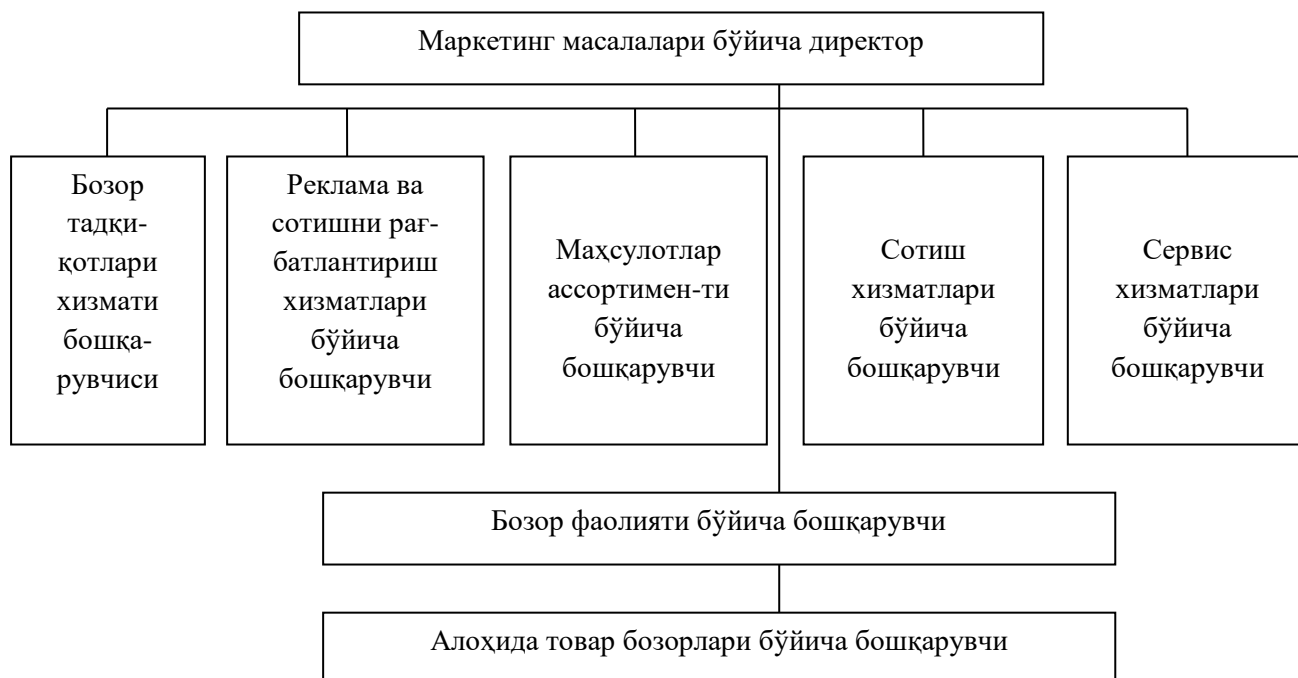 Маркетинг масалалари бўйича директор
Бозор
тадқи-
қотлари
хизмати
бошқа-
рувчиси
Реклама ва
сотишни рағ-
батлантириш
хизматлари
бўйича
бошқарувчи
Маҳсулотлар
ассортимен-ти
бўйича
бошқарувчи
Сотиш
хизматлари
бўйича
бошқарувчи
Сервис
хизматлари
бўйича
бошқарувчи
Бозор фаолияти бўйича бошқарувчи
Алоҳида товар бозорлари бўйича бошқарувчи